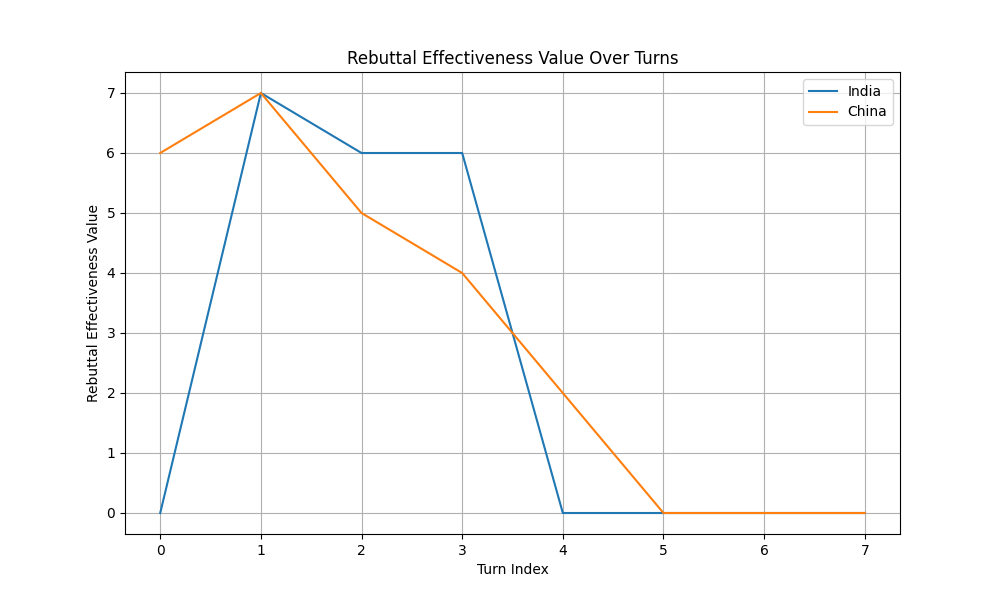 Rebuttal Effectiveness Value Over Turns
India
China
Rebuttal Effectiveness Value
7
6
5
4
3
2
1
0
0 1 2 3 4 5 6 7
Turn Index